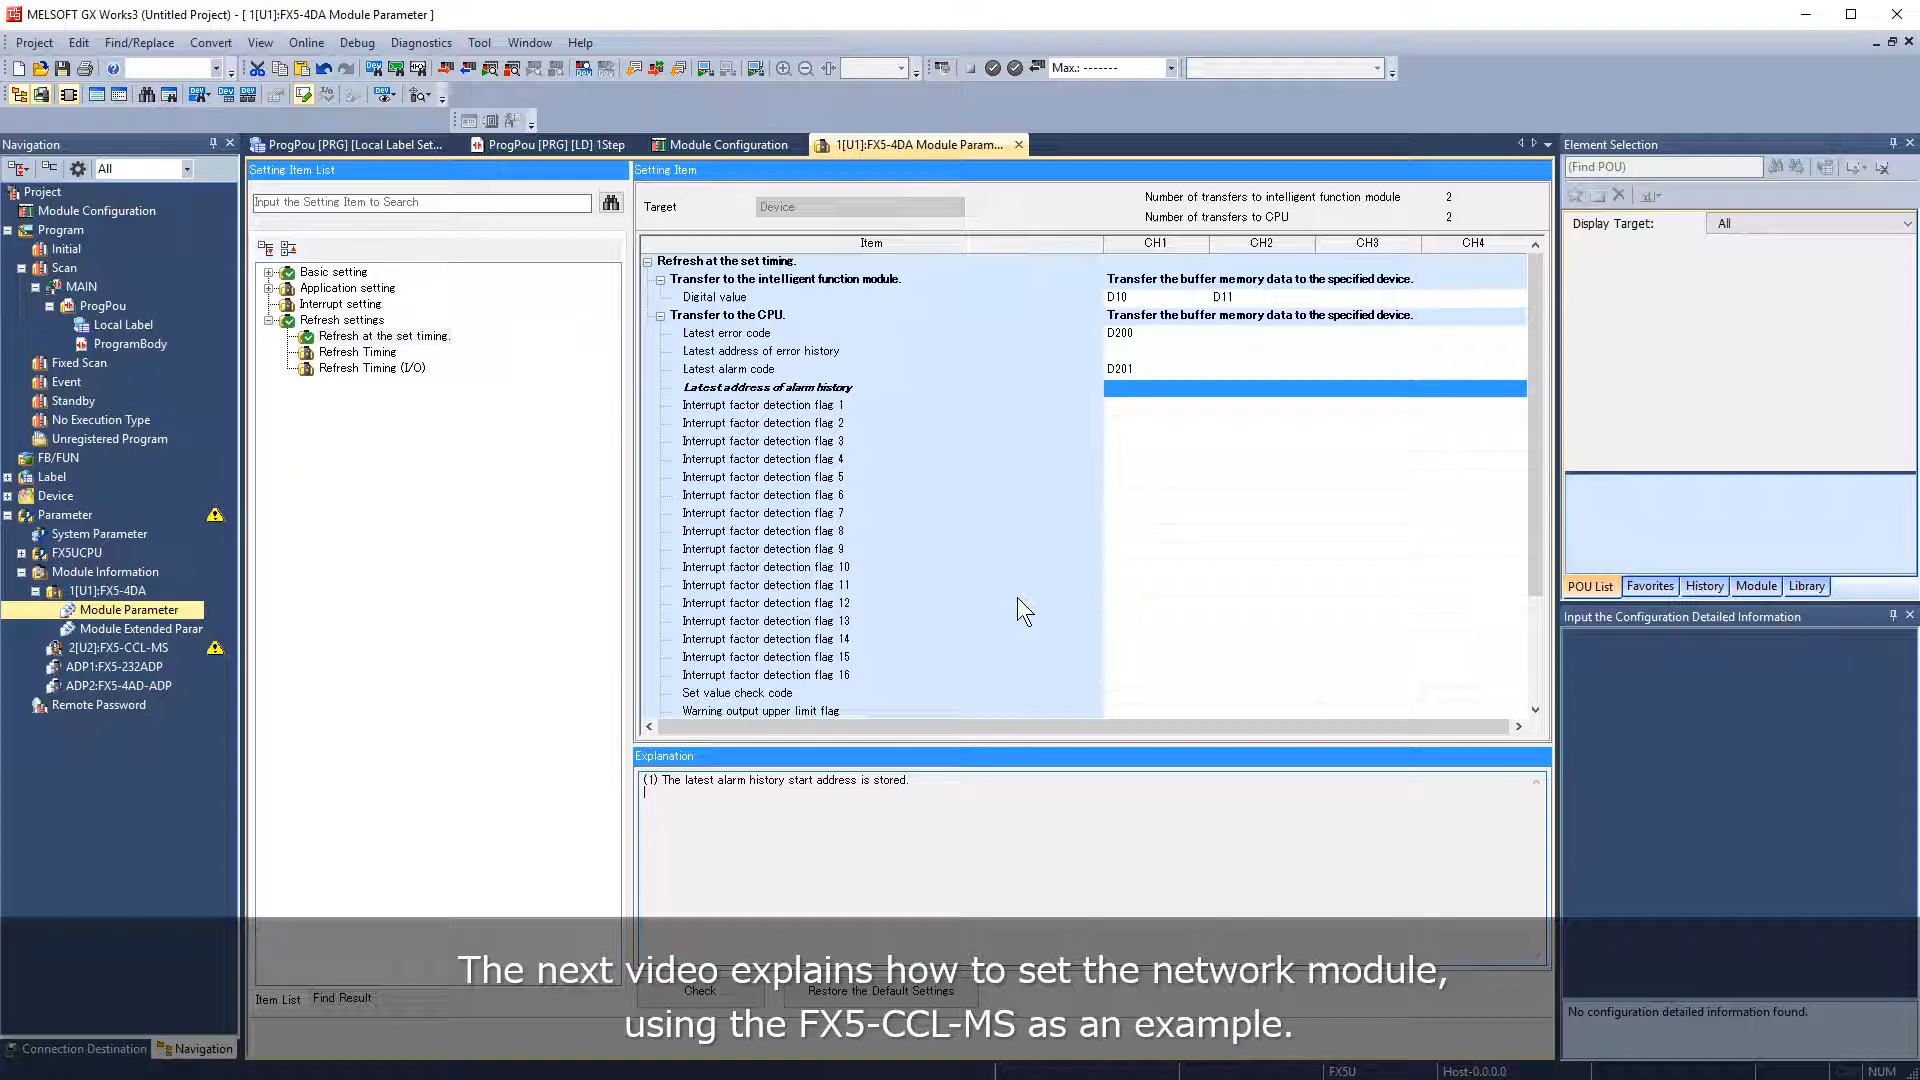 MELSOFT GX Works3 (Untitled Project) - [ 1[U1]:FX5-4DA Module Parameter ]
Project Edit Find/Replace Convert View Online Debug Diagnostics Tool Window Help
Max.: -------
Navigation
All
Project
Module Configuration
Program
Initial
Scan
MAIN
ProgPou
Local Label
ProgramBody
Fixed Scan
Event
Standby
No Execution Type
Unregistered Program
FB/FUN
Label
Device
Parameter
System Parameter
FX5UCPU
Module Information
1[U1]:FX5-4DA
Module Parameter
Module Extended Parar
2[U2]:FX5-CCL-MS
ADP1:FX5-232ADP
ADP2:FX5-4AD-ADP
Remote Password
Connection Destination Navigation
ProgPou [PRG] [Local Label Set... ProgPou [PRG] [LD] 1Step Module Configuration 1[U1]:FX5-4DA Module Param...
Setting Item List
Input the Setting Item to Search
Basic setting
Application setting
Interrupt setting
Refresh settings
Refresh at the set timing.
Refresh Timing
Refresh Timing (I/O)
Item List Find Result
Setting Item
Target Device
Number of transfers to intelligent function module 2
Number of transfers to CPU 2
Item CH1 CH2 CH3 CH4
Refresh at the set timing.
Transfer to the intelligent function module. Transfer the buffer memory data to the specified device.
Digital value D10 D11
Transfer to the CPU. Transfer the buffer memory data to the specified device.
Latest error code D200
Latest address of error history
Latest alarm code D201
Latest address of alarm history
Interrupt factor detection flag 1
Interrupt factor detection flag 2
Interrupt factor detection flag 3
Interrupt factor detection flag 4
Interrupt factor detection flag 5
Interrupt factor detection flag 6
Interrupt factor detection flag 7
Interrupt factor detection flag 8
Interrupt factor detection flag 9
Interrupt factor detection flag 10
Interrupt factor detection flag 11
Interrupt factor detection flag 12
Interrupt factor detection flag 13
Interrupt factor detection flag 14
Interrupt factor detection flag 15
Interrupt factor detection flag 16
Set value check code
Warning output upper limit flag
Explanation
(1) The latest alarm history start address is stored.
Check Restore the Default Settings
Element Selection
(Find POU)
Display Target: All
POU List Favorites History Module Library
Input the Configuration Detailed Information
No configuration detailed information found.
The next video explains how to set the network module,
using the FX5-CCL-MS as an example.
FX5U Host-0.0.0.0 NUM